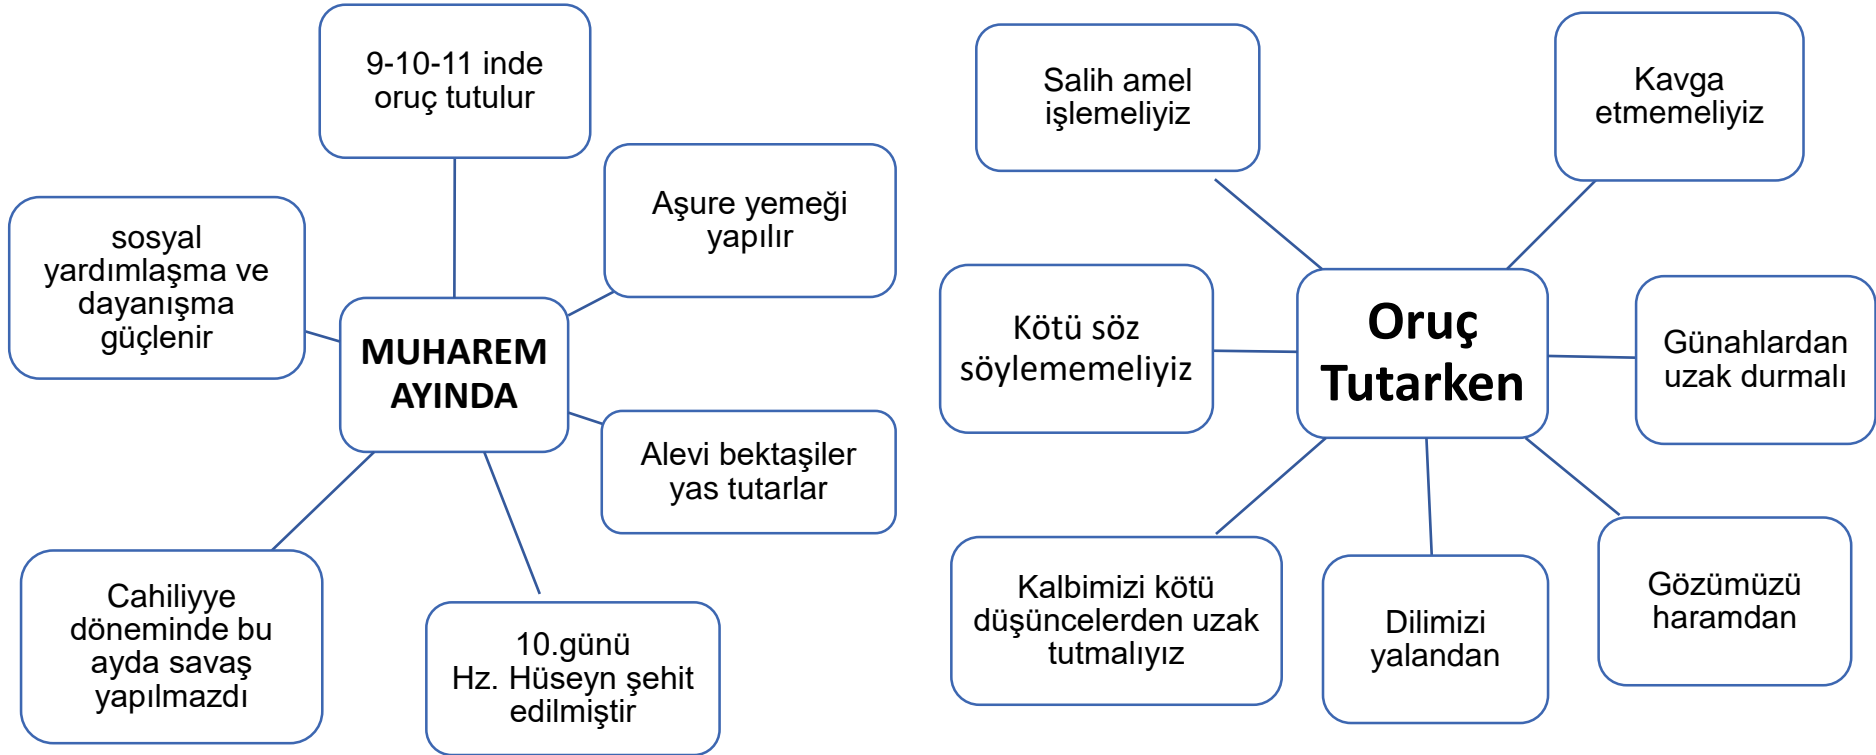 9-10-11 inde
oruç tutulur
Aşure yemeği
yapılır
sosyal
yardımlaşma ve
dayanışma
güçlenir
MUHAREM
AYINDA
Alevi bektaşiler
yas tutarlar
Cahiliyye
döneminde bu
ayda savaş
yapılmazdı
10.günü
Hz. Hüseyn şehit
edilmiştir
Salih amel
işlemeliyiz
Kavga
etmemeliyiz
Kötü söz
söylememeliyiz
Oruç
Tutarken
Günahlardan
uzak durmalı
Kalbimizi kötü
düşüncelerden uzak
tutmalıyız
Dilimizi
yalandan
Gözümüzü
haramdan